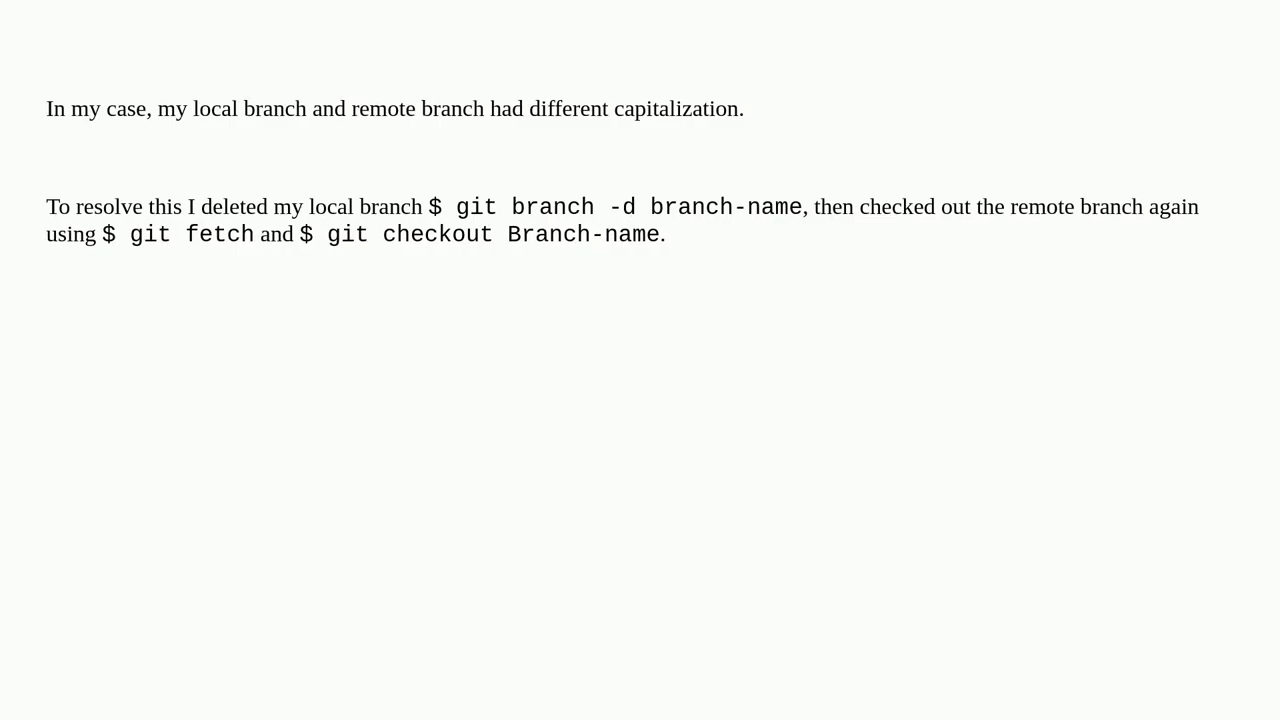 In my case, my local branch and remote branch had different capitalization.
To resolve this I deleted my local branch $ git branch -d branch-name, then checked out the remote branch again
using $ git fetch and $ git checkout Branch-name.